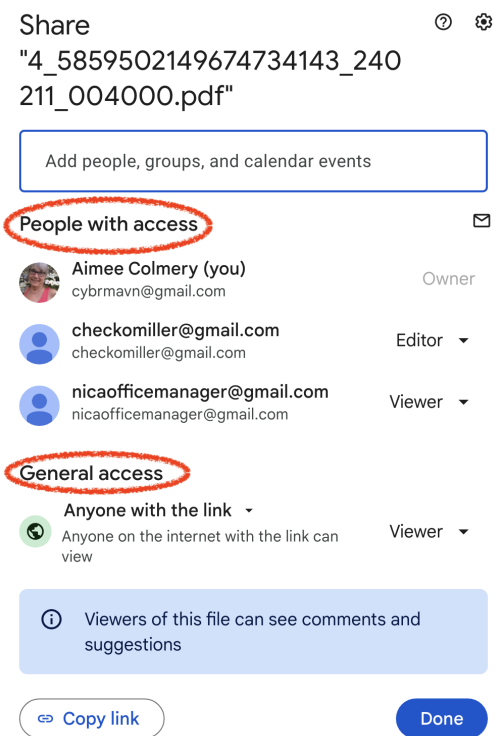 Share
"4_5859502149674734143_240
211_004000.pdf"
Add people, groups, and calendar events
People with access
Aimee Colmery (you)
cybrmavn@gmail.com
Owner
checkomiller@gmail.com
checkomiller@gmail.com
Editor
nicaofficemanager@gmail.com
nicaofficemanager@gmail.com
Viewer
General access
Anyone with the link
Anyone on the internet with the link can
view
Viewer
Viewers of this file can see comments and
suggestions
Copy link
Done